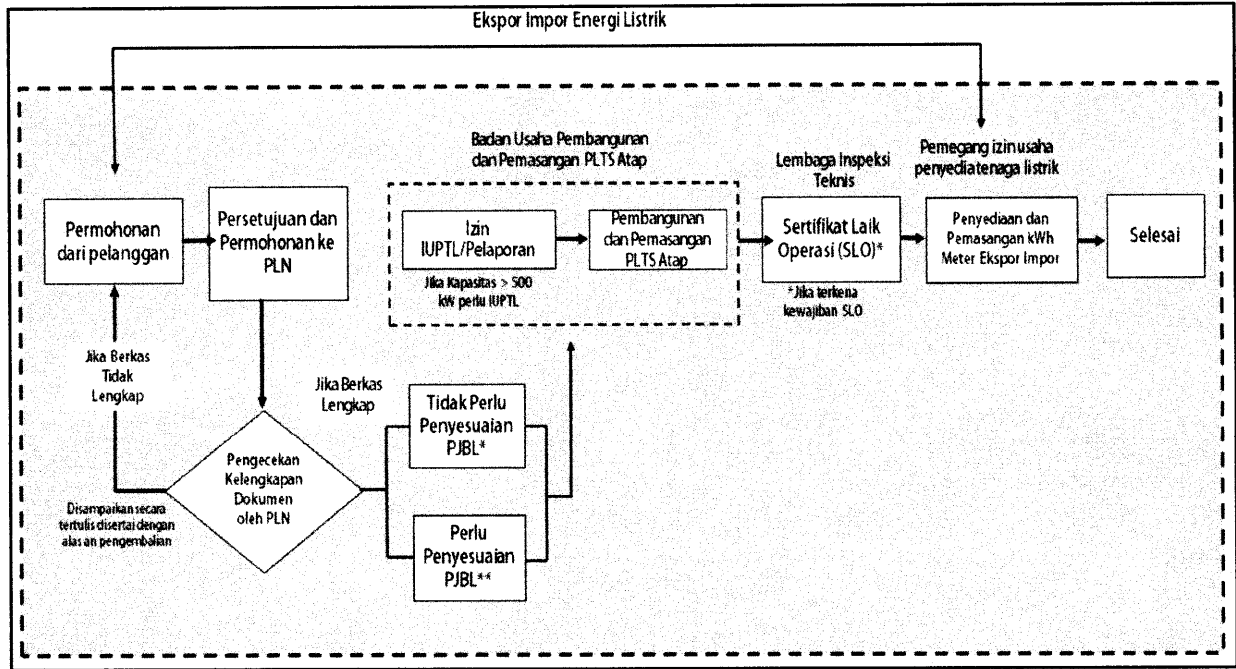 Ekspor Impor Energi Listrik
Badan Usaha Pembangunan
dan Pemasangan PLTS Atap
Lembaga Inspeksi
Teknis
Pemegang izin usaha
penyedia tenaga listrik
Permohonan
dari pelanggan
Persetujuan dan
Permohonan ke
PLN
Izin
IUPTL/Pelaporan
Jika Kapasitas > 500
kW perlu IUPTL
Pembangunan
dan Pemasangan
PLTS Atap
Sertifikat Laik
Operasi (SLO)*
*Jika terkena
kewajiban SLO
Penyediaan dan
Pemasangan kWh
Meter Ekspor Impor
Selesai
Jika Berkas
Tidak
Lengkap
Jika Berkas
Lengkap
Tidak Perlu
Penyesuaian
PJBL*
Pengecekan
Kelengkapan
Dokumen
oleh PLN
Disampaikan secara
tertulis disertai dengan
alasan pengembalian
Perlu
Penyesuaian
PJBL**